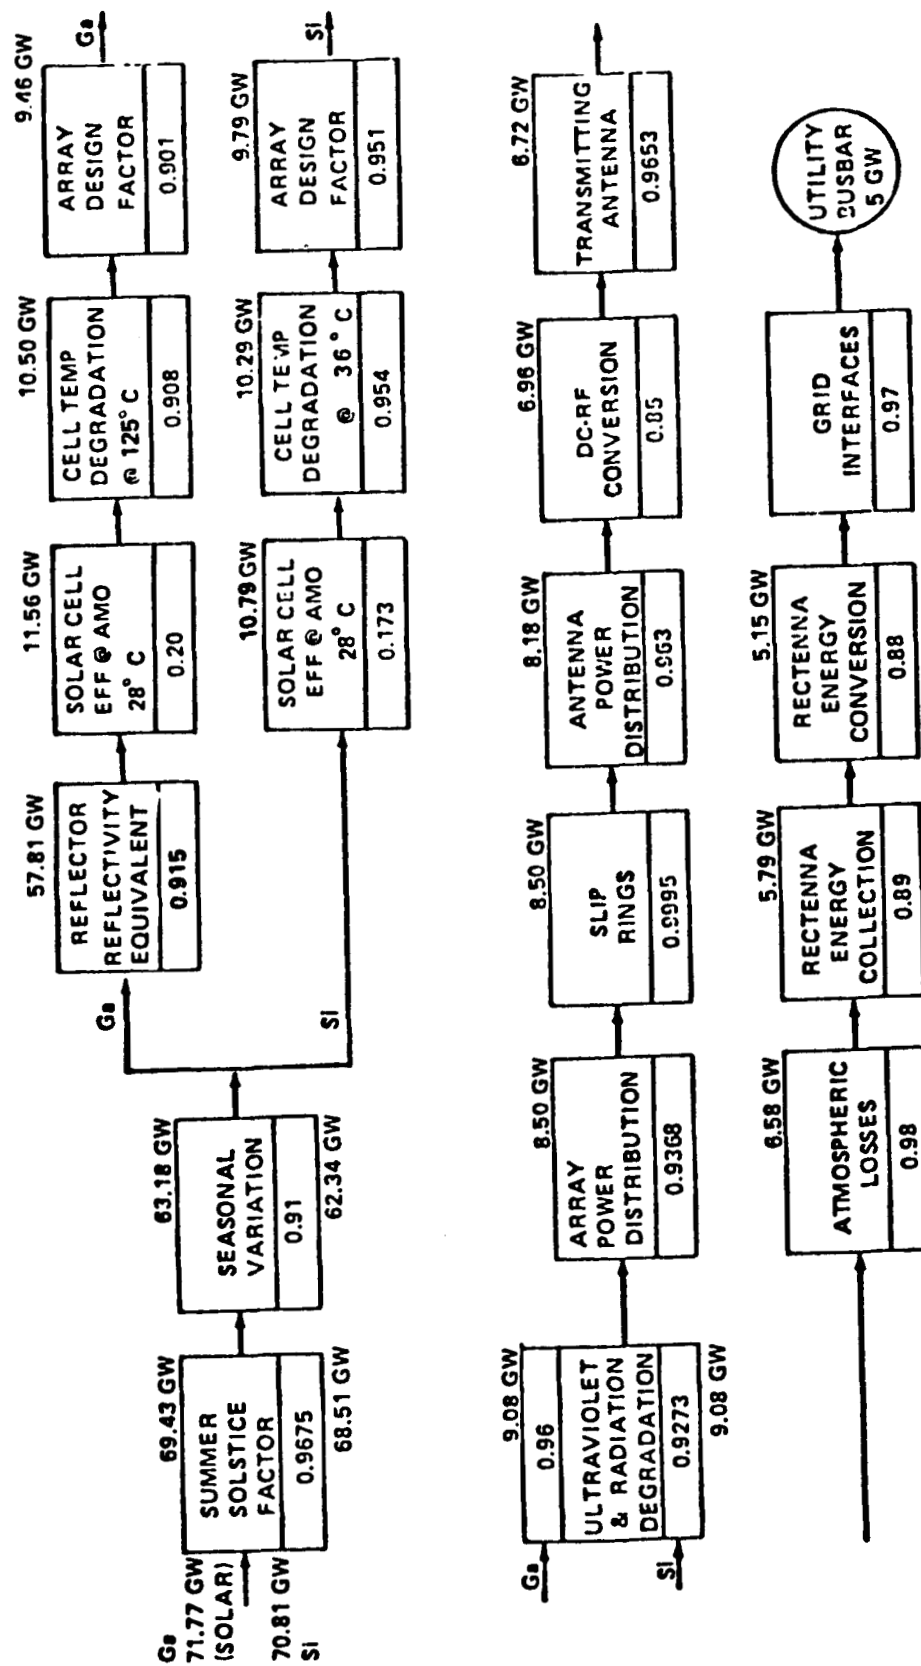 Ga
71.77 GW
(SOLAR)
70.81 GW
Si
69.43 GW
SUMMER
SOLSTICE
FACTOR
0.9675
68.51 GW
63.18 GW
SEASONAL
VARIATION
0.91
62.34 GW
Ga
57.81 GW
REFLECTOR
REFLECTIVITY
EQUIVALENT
0.915
11.56 GW
SOLAR CELL
EFF @ AMO
28° C
0.20
10.50 GW
CELL TEMP
DEGRADATION
@ 125° C
0.908
9.46 GW
ARRAY
DESIGN
FACTOR
0.901
Ga
Si
10.79 GW
SOLAR CELL
EFF @ AMO
28° C
0.173
10.29 GW
CELL TEMP
DEGRADATION
@ 36° C
0.954
9.79 GW
ARRAY
DESIGN
FACTOR
0.951
Si
Ga
Si
9.08 GW
0.96
ULTRAVIOLET
& RADIATION
DEGRADATION
0.9273
9.08 GW
8.50 GW
ARRAY
POWER
DISTRIBUTION
0.9368
8.50 GW
SLIP
RINGS
0.9995
8.18 GW
ANTENNA
POWER
DISTRIBUTION
0.963
6.96 GW
DC-RF
CONVERSION
0.85
6.72 GW
TRANSMITTING
ANTENNA
0.9653
6.58 GW
ATMOSPHERIC
LOSSES
0.98
5.79 GW
RECTENNA
ENERGY
COLLECTION
0.89
5.15 GW
RECTENNA
ENERGY
CONVERSION
0.88
GRID
INTERFACES
0.97
UTILITY
BUSBAR
5 GW